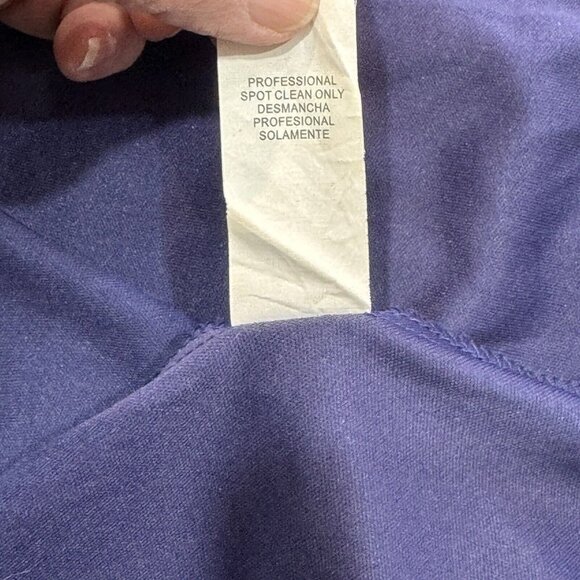 PROFESSIONAL
SPOT CLEAN ONLY
DESMANCHA
PROFESIONAL
SOLAMENTE